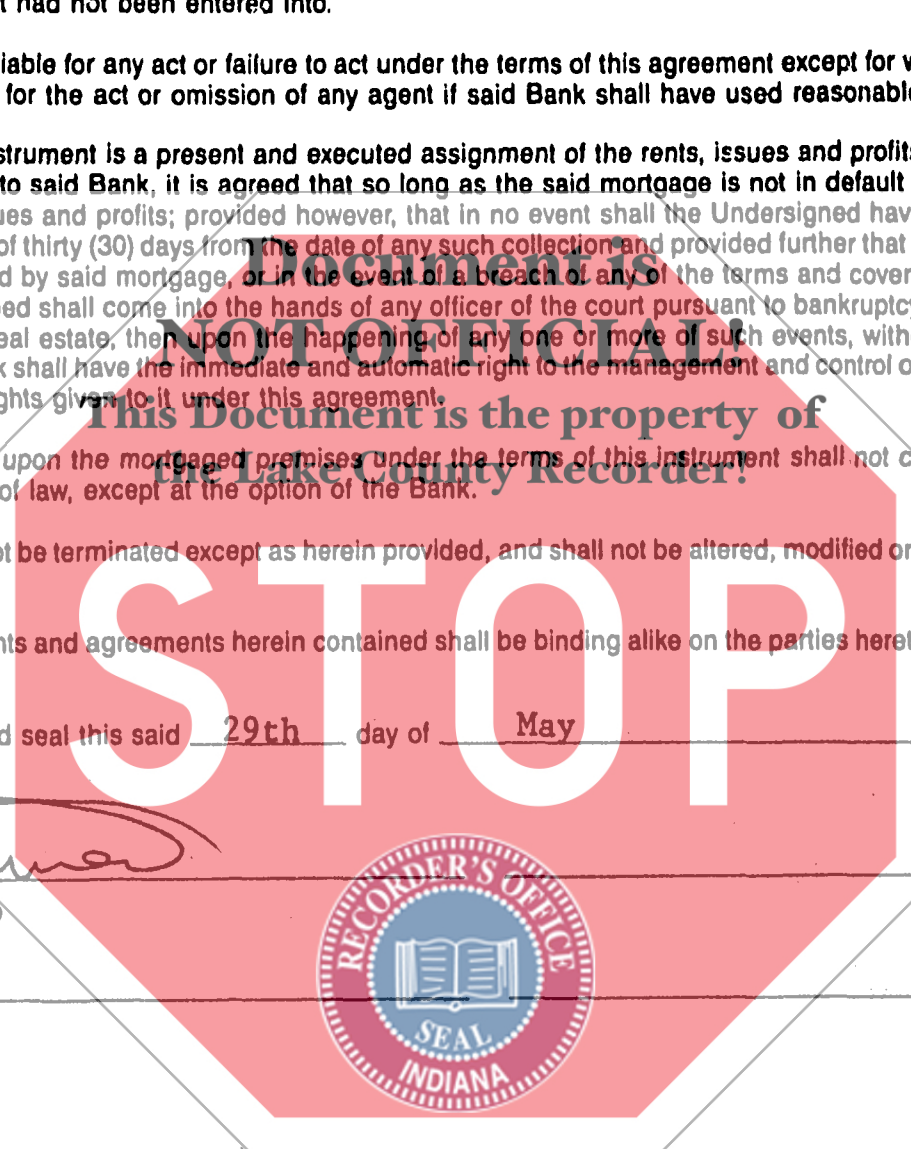 t had not been entered into.
iable for any act or failure to act under the terms of this agreement except for w
for the act or omission of any agent if said Bank shall have used reasonable
strument is a present and executed assignment of the rents, issues and profits
to said Bank, it is agreed that so long as the said mortgage is not in default
ues and profits; provided however, that in no event shall the Undersigned hav
of thirty (30) days from the date of any such collection and provided further that
Document is
d by said mortgage, or in the event of a breach of any of the terms and coven
ed shall come into the hands of any officer of the court pursuant to bankruptcy
eal estate, then upon the happening of any one or more of such events, with
NOT OFFICIAL!
k shall have the immediate and automatic right to the management and control o
ghts given to it under this agreement.
This Document is the property of
upon the mortgaged premises under the terms of this instrument shall not c
the Lake County Recorder!
of law, except at the option of the Bank.
t be terminated except as herein provided, and shall not be altered, modified or
STOP
nts and agreements herein contained shall be binding alike on the parties heret
d seal this said 29th day of May
RECORDER'S OFFICE
SEAL
INDIANA